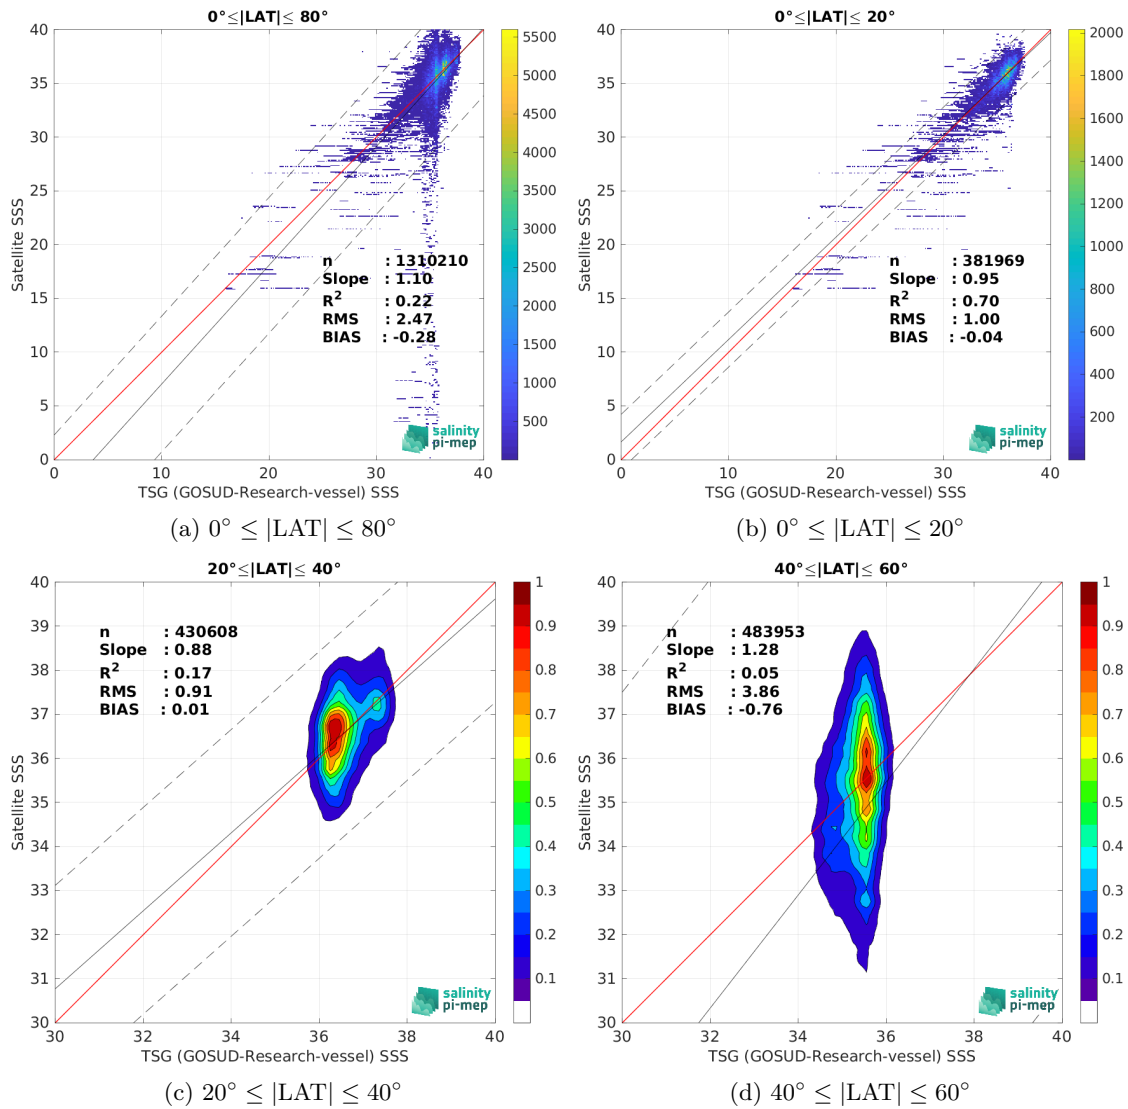 0°≤|LAT|≤ 80°
40
35
30
25
20
15
10
5
0
Satellite SSS
n : 1310210
Slope : 1.10
R2 : 0.22
RMS : 2.47
BIAS : -0.28
salinity
pi-mep
0 10 20 30 40
TSG (GOSUD-Research-vessel) SSS
5500
5000
4500
4000
3500
3000
2500
2000
1500
1000
500
(a) 0° ≤ |LAT| ≤ 80°
0°≤|LAT|≤ 20°
40
35
30
25
20
15
10
5
0
Satellite SSS
n : 381969
Slope : 0.95
R2 : 0.70
RMS : 1.00
BIAS : -0.04
salinity
pi-mep
0 10 20 30 40
TSG (GOSUD-Research-vessel) SSS
2000
1800
1600
1400
1200
1000
800
600
400
200
(b) 0° ≤ |LAT| ≤ 20°
20°≤|LAT|≤ 40°
40
39
38
37
36
35
34
33
32
31
30
Satellite SSS
n : 430608
Slope : 0.88
R2 : 0.17
RMS : 0.91
BIAS : 0.01
salinity
pi-mep
30 32 34 36 38 40
TSG (GOSUD-Research-vessel) SSS
1
0.9
0.8
0.7
0.6
0.5
0.4
0.3
0.2
0.1
(c) 20° ≤ |LAT| ≤ 40°
40°≤|LAT|≤ 60°
40
39
38
37
36
35
34
33
32
31
30
Satellite SSS
n : 483953
Slope : 1.28
R2 : 0.05
RMS : 3.86
BIAS : -0.76
salinity
pi-mep
30 32 34 36 38 40
TSG (GOSUD-Research-vessel) SSS
1
0.9
0.8
0.7
0.6
0.5
0.4
0.3
0.2
0.1
(d) 40° ≤ |LAT| ≤ 60°